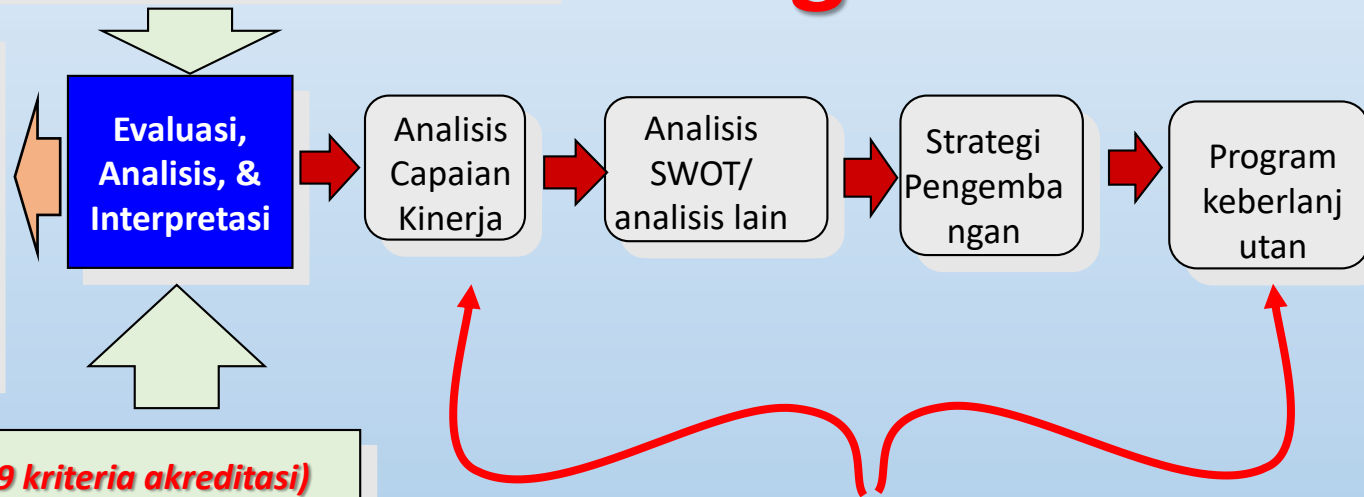 Evaluasi,
Analisis, &
Interpretasi
Analisis
Capaian
Kinerja
Analisis
SWOT/
analisis lain
Strategi
Pengemba
ngan
Program
keberlanj
utan
9 kriteria akreditasi)